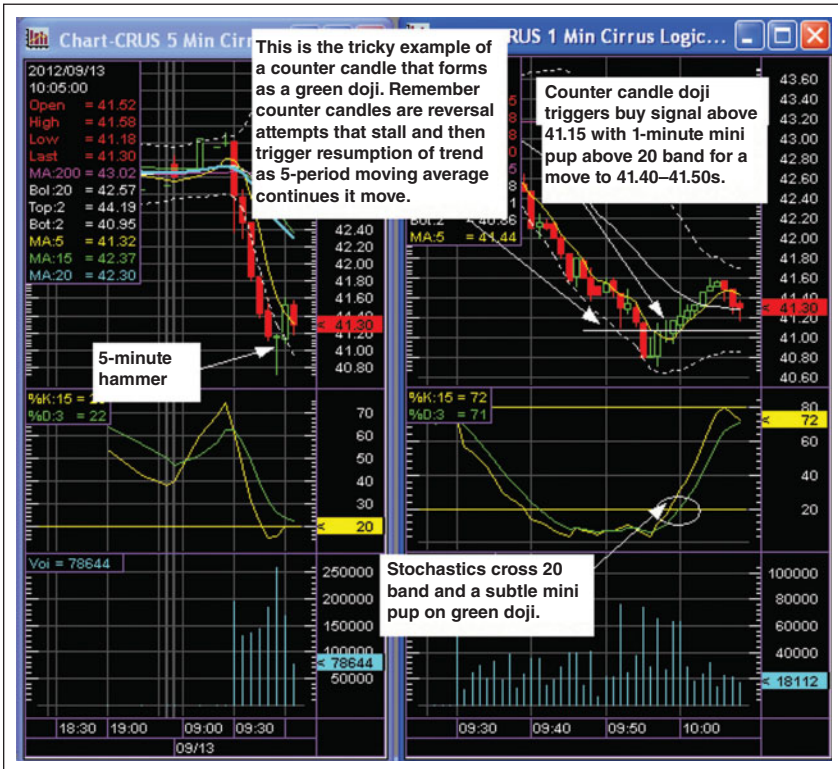 Chart-CRUS 5 Min Cirr
This is the tricky example of
a counter candle that forms
as a green doji. Remember
counter candles are reversal
attempts that stall and then
trigger resumption of trend
as 5-period moving average
continues it move.
2012/09/13
10:05:00
Open = 41.52
High = 41.58
Low = 41.18
Last = 41.30
MA:200 = 43.02
Bol:20 = 42.57
Top:2 = 44.19
Bot:2 = 40.95
MA:5 = 41.32
MA:15 = 42.37
MA:20 = 42.30
42.40
42.20
42.00
41.80
41.60
41.40
41.30
41.20
41.00
40.80
5-minute
hammer
%K:15 = 2
%D:3 = 22
70
60
50
40
30
20
Vol = 78644
250000
200000
150000
100000
78644
50000
18:30 19:00 09:00 09:30
09/13
RUS 1 Min Cirrus Logic...
Counter candle doji
triggers buy signal above
41.15 with 1-minute mini
pup above 20 band for a
move to 41.40–41.50s.
MA:5 = 41.44
43.60
43.40
43.20
43.00
42.80
42.60
42.40
42.20
42.00
41.80
41.60
41.40
41.30
41.20
41.00
40.80
40.60
%K:15 = 72
%D:3 = 71
80
72
20
Stochastics cross 20
band and a subtle mini
pup on green doji.
100000
80000
60000
40000
18112
09:30 09:40 09:50 10:00